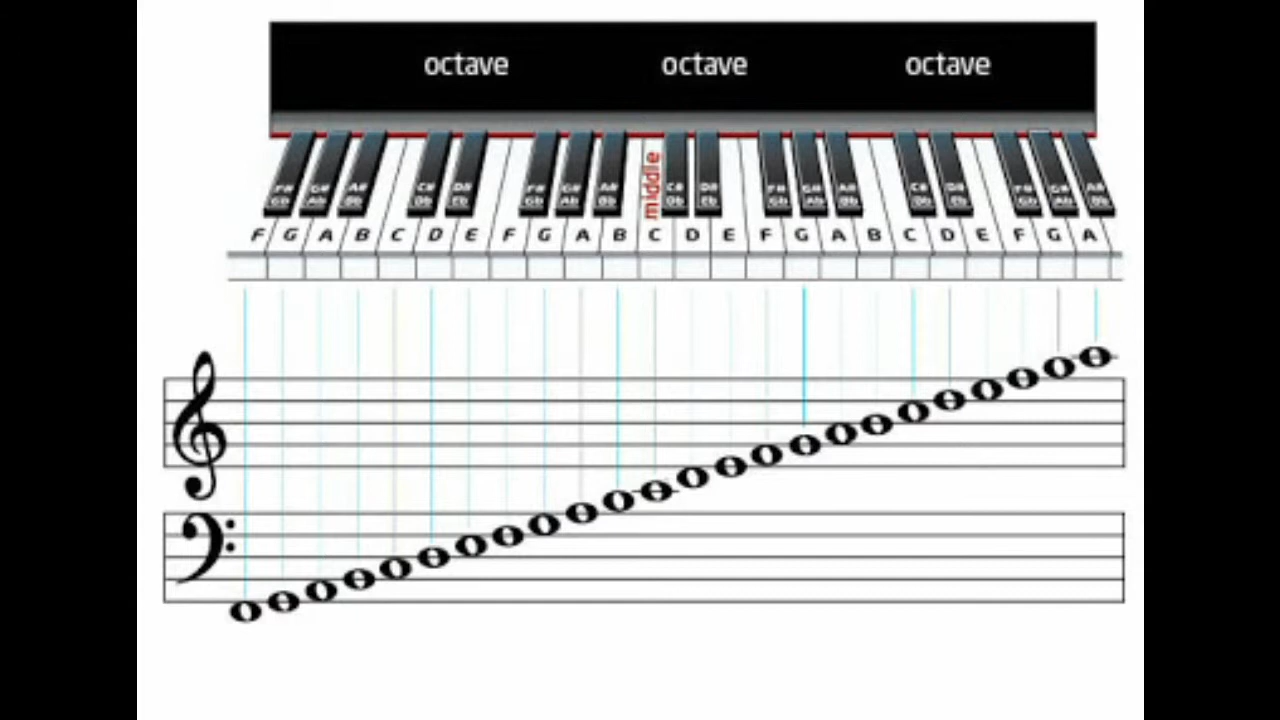 octave octave octave
middle
F# G# A# C# D# F# G# A# C# D# F# G# A# C# D# F# G# A#
Gb Ab Bb Db Eb Gb Ab Bb Db Eb Gb Ab Bb Db Eb Gb Ab Bb
F G A B C D E F G A B C D E F G A B C D E F G A